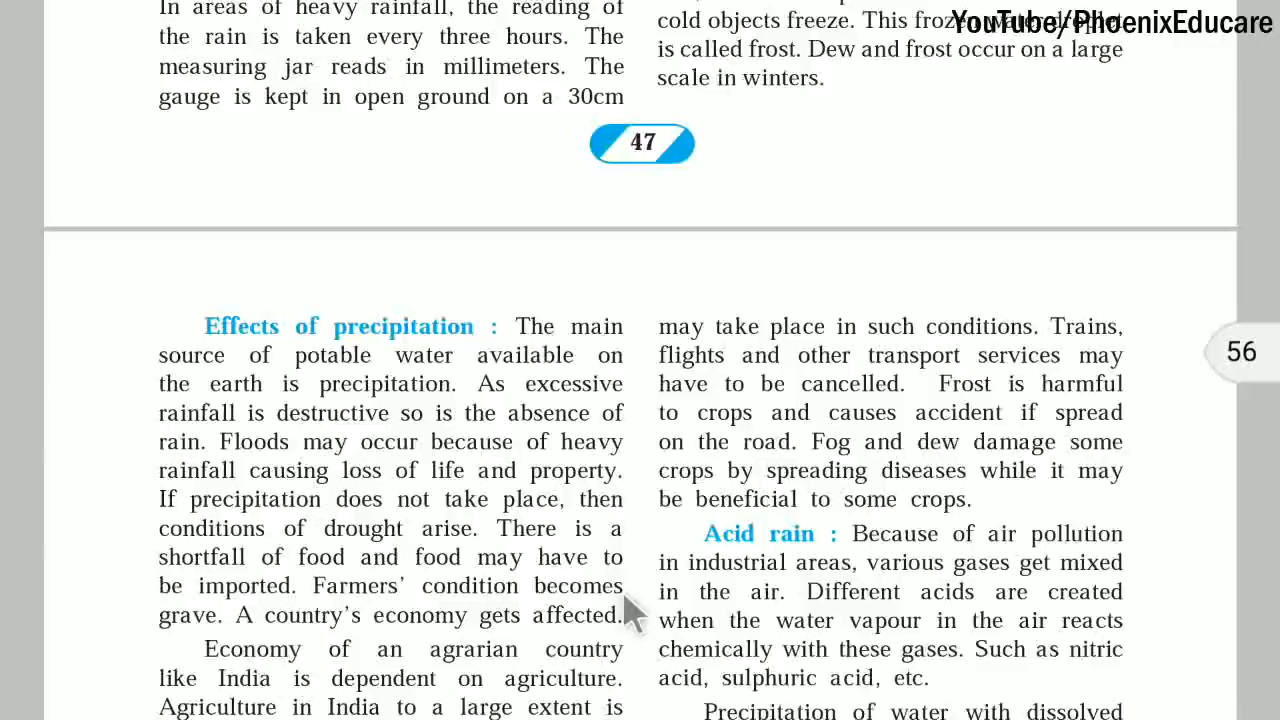 In areas of heavy rainfall, the reading of
the rain is taken every three hours. The
measuring jar reads in millimeters. The
gauge is kept in open ground on a 30cm
cold objects freeze. This frozen water droplet
is called frost. Dew and frost occur on a large
scale in winters.
YouTube/PhoenixEducare
47
Effects of precipitation : The main
source of potable water available on
the earth is precipitation. As excessive
rainfall is destructive so is the absence of
rain. Floods may occur because of heavy
rainfall causing loss of life and property.
If precipitation does not take place, then
conditions of drought arise. There is a
shortfall of food and food may have to
be imported. Farmers' condition becomes
grave. A country's economy gets affected.
Economy of an agrarian country
like India is dependent on agriculture.
Agriculture in India to a large extent is
may take place in such conditions. Trains,
flights and other transport services may
have to be cancelled. Frost is harmful
to crops and causes accident if spread
on the road. Fog and dew damage some
crops by spreading diseases while it may
be beneficial to some crops.
Acid rain : Because of air pollution
in industrial areas, various gases get mixed
in the air. Different acids are created
when the water vapour in the air reacts
chemically with these gases. Such as nitric
acid, sulphuric acid, etc.
Precipitation of water with dissolved
56